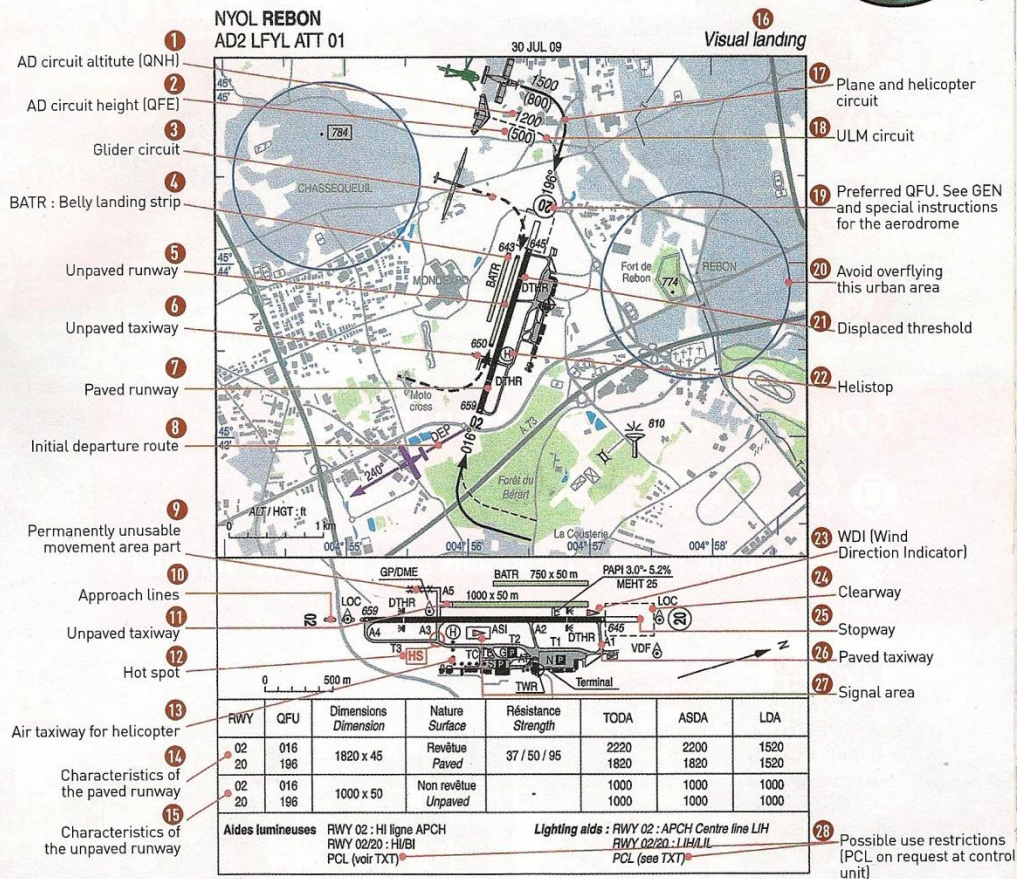 NYOL REBON
AD2 LFYL ATT 01
30 JUL 09
16
Visual landing
1
AD circuit altitute (QNH)
2
AD circuit height (QFE)
3
Glider circuit
4
BATR : Belly landing strip
5
Unpaved runway
6
Unpaved taxiway
7
Paved runway
8
Initial departure route
9
Permanently unusable
movement area part
10
Approach lines
11
Unpaved taxiway
12
Hot spot
13
Air taxiway for helicopter
14
Characteristics of
the paved runway
15
Characteristics of
the unpaved runway
17
Plane and helicopter
circuit
18
ULM circuit
19
Preferred QFU. See GEN
and special instructions
for the aerodrome
20
Avoid overflying
this urban area
21
Displaced threshold
22
Helistop
23
WDI (Wind
Direction Indicator)
24
Clearway
25
Stopway
26
Paved taxiway
27
Signal area
28
Possible use restrictions
(PCL on request at control
unit)
45°
45'
1500
(800)
1200
(500)
784
CHASSEQUEUIL
196°
20
45°
44'
643
645
BATR
DTHR
MONDEXPO
Fort de
Rebon
774
REBON
A 76
650
H
DTHR
Moto
cross
659
02
016°
DEP
240°
A 73
810
45°
43'
Forêt du
Bérart
La Cousterie
ALT/HGT : ft
0
1 km
004° 55'
004° 56'
004° 57'
004° 58'
GP/DME
BATR 750 x 50 m
PAPI 3.0°- 5.2%
MEHT 25
A5
1000 x 50 m
LOC
DTHR
02
659
LOC
20
645
A4
A3
H
ASI
T2
A2
T1
DTHR
A1
VDF
T3
HS
TC
G P
S P
N P
TWR
Terminal
N
0
500 m
RWY QFU Dimensions Nature Résistance TODA ASDA LDA
Dimension Surface Strength
02 016 1820 x 45 Revêtue 37 / 50 / 95 2220 2200 1520
20 196 Paved 1820 1820 1520
02 016 1000 x 50 Non revêtue - 1000 1000 1000
20 196 Unpaved 1000 1000 1000
Aides lumineuses RWY 02 : HI ligne APCH Lighting aids : RWY 02 : APCH Centre line LIH
RWY 02/20 : HI/BI RWY 02/20 : LIH/LIL
PCL (voir TXT) PCL (see TXT)